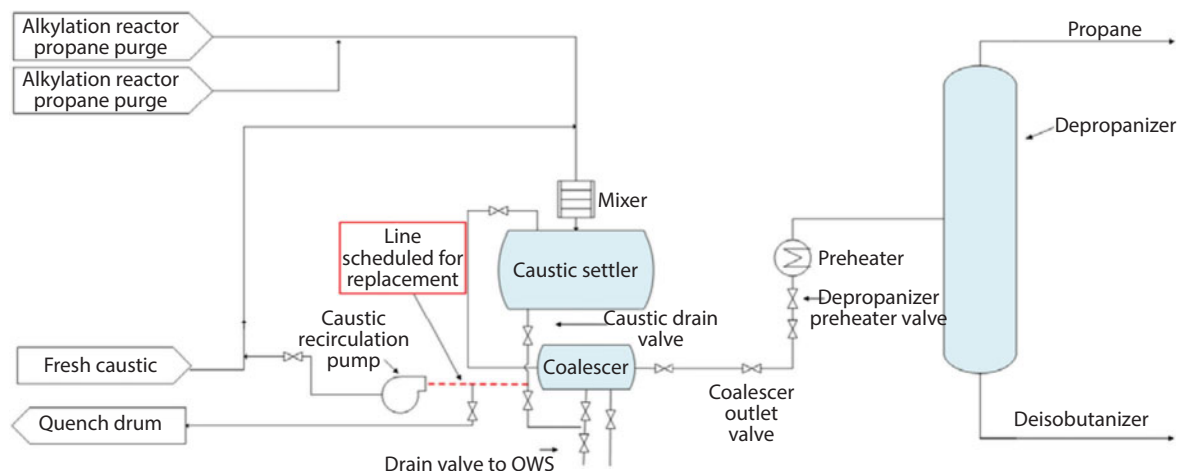 Alkylation reactor
propane purge
Alkylation reactor
propane purge
Propane
Depropanizer
Mixer
Line
scheduled for
replacement
Caustic settler
Preheater
Depropanizer
preheater valve
Caustic
recirculation
pump
Caustic drain
valve
Fresh caustic
Coalescer
Coalescer
outlet
valve
Quench drum
Deisobutanizer
Drain valve to OWS